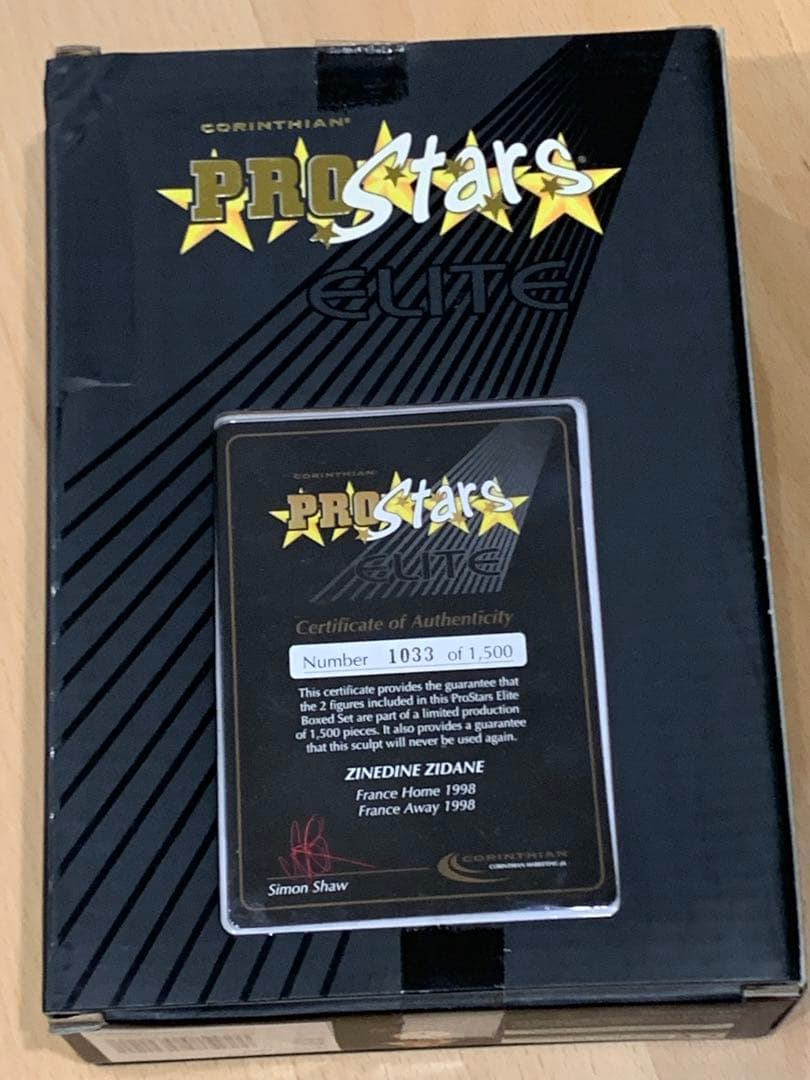 CORINTHIAN®
PROStars®
ELITE
CORINTHIAN
PROStars
ELITE
Certificate of Authenticity
Number 1033 of 1,500
This certificate provides the guarantee that
the 2 figures included in this ProStars Elite
Boxed Set are part of a limited production
of 1,500 pieces. It also provides a guarantee
that this sculpt will never be used again.
ZINEDINE ZIDANE
France Home 1998
France Away 1998
Simon Shaw
CORINTHIAN